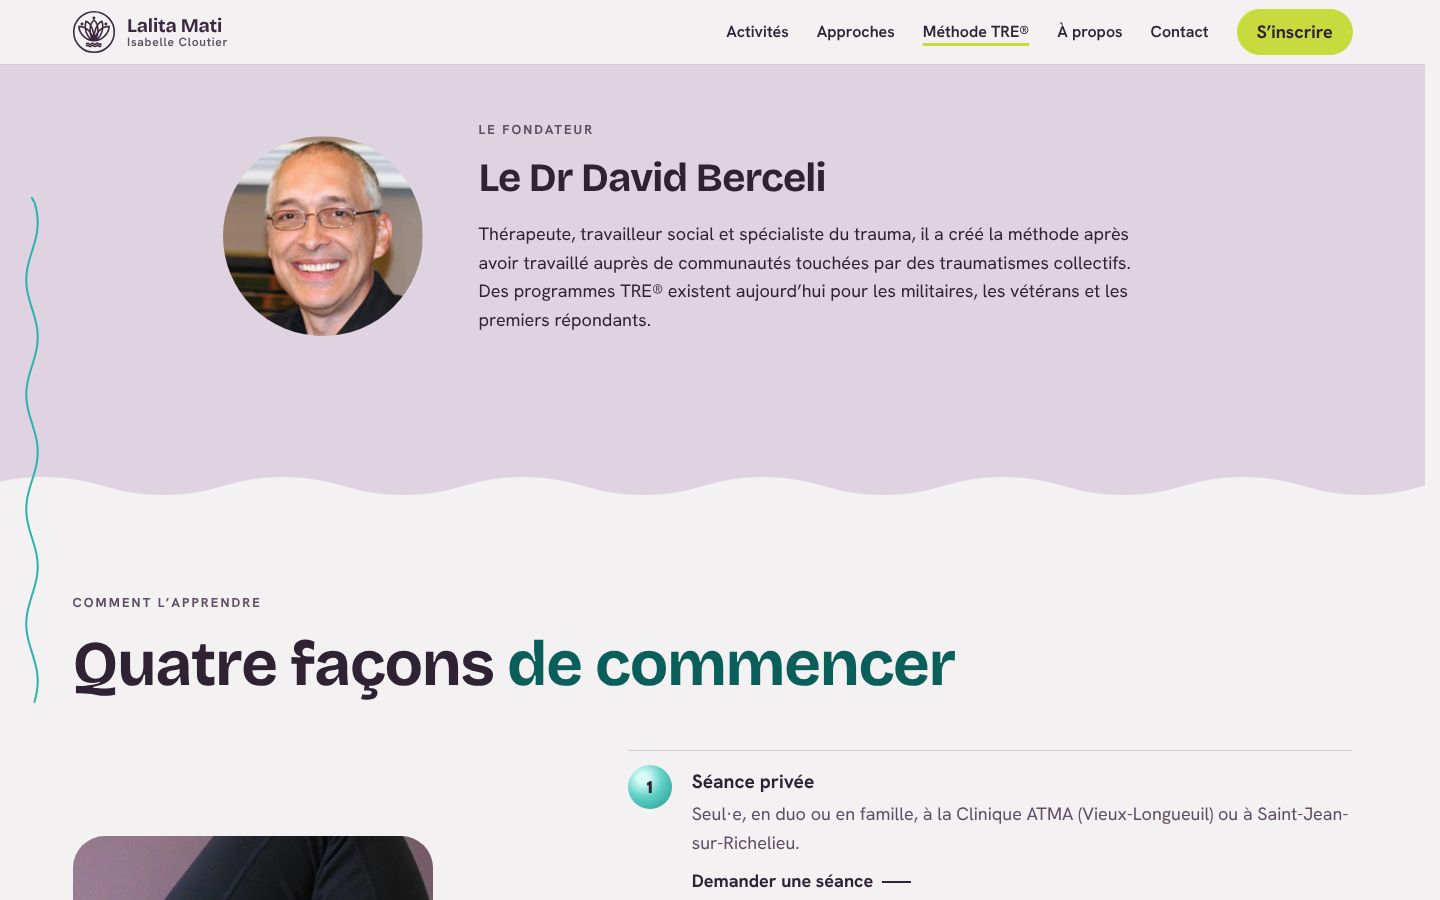 Lalita Mati
Isabelle Cloutier
Activités
Approches
Méthode TRE®
À propos
Contact
S’inscrire
LE FONDATEUR
Le Dr David Berceli
Thérapeute, travailleur social et spécialiste du trauma, il a créé la méthode après
avoir travaillé auprès de communautés touchées par des traumatismes collectifs.
Des programmes TRE® existent aujourd’hui pour les militaires, les vétérans et les
premiers répondants.
COMMENT L’APPRENDRE
Quatre façons de commencer
1
Séance privée
Seul·e, en duo ou en famille, à la Clinique ATMA (Vieux-Longueuil) ou à Saint-Jean-
sur-Richelieu.
Demander une séance